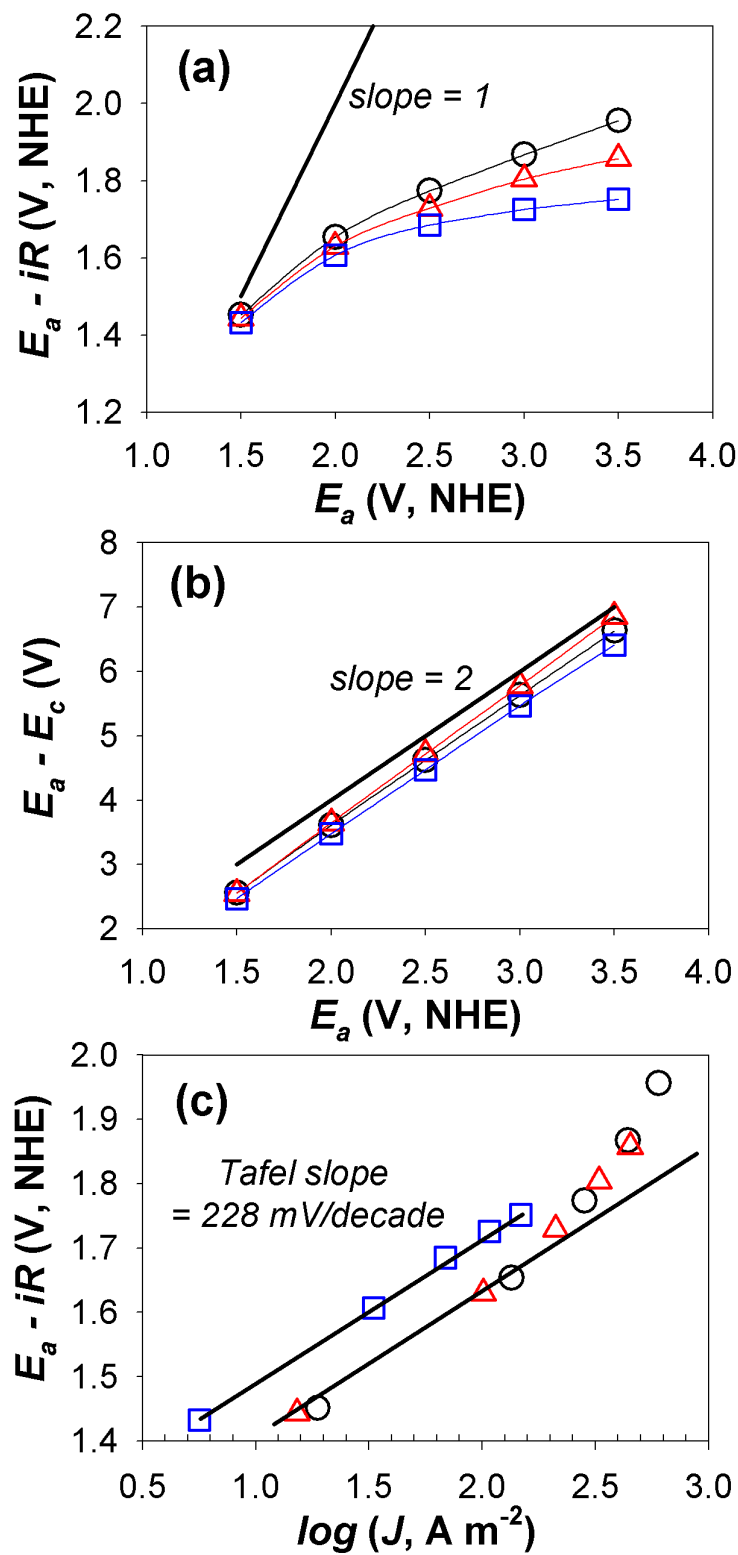 (a)
slope = 1
2.2
2.0
1.8
1.6
1.4
1.2
E_a - iR (V, NHE)
1.0 1.5 2.0 2.5 3.0 3.5 4.0
E_a (V, NHE)
(b)
slope = 2
8
7
6
5
4
3
2
E_a - E_c (V)
1.0 1.5 2.0 2.5 3.0 3.5 4.0
E_a (V, NHE)
(c)
Tafel slope
= 228 mV/decade
2.0
1.9
1.8
1.7
1.6
1.5
1.4
E_a - iR (V, NHE)
0.5 1.0 1.5 2.0 2.5 3.0
log (J, A m⁻²)